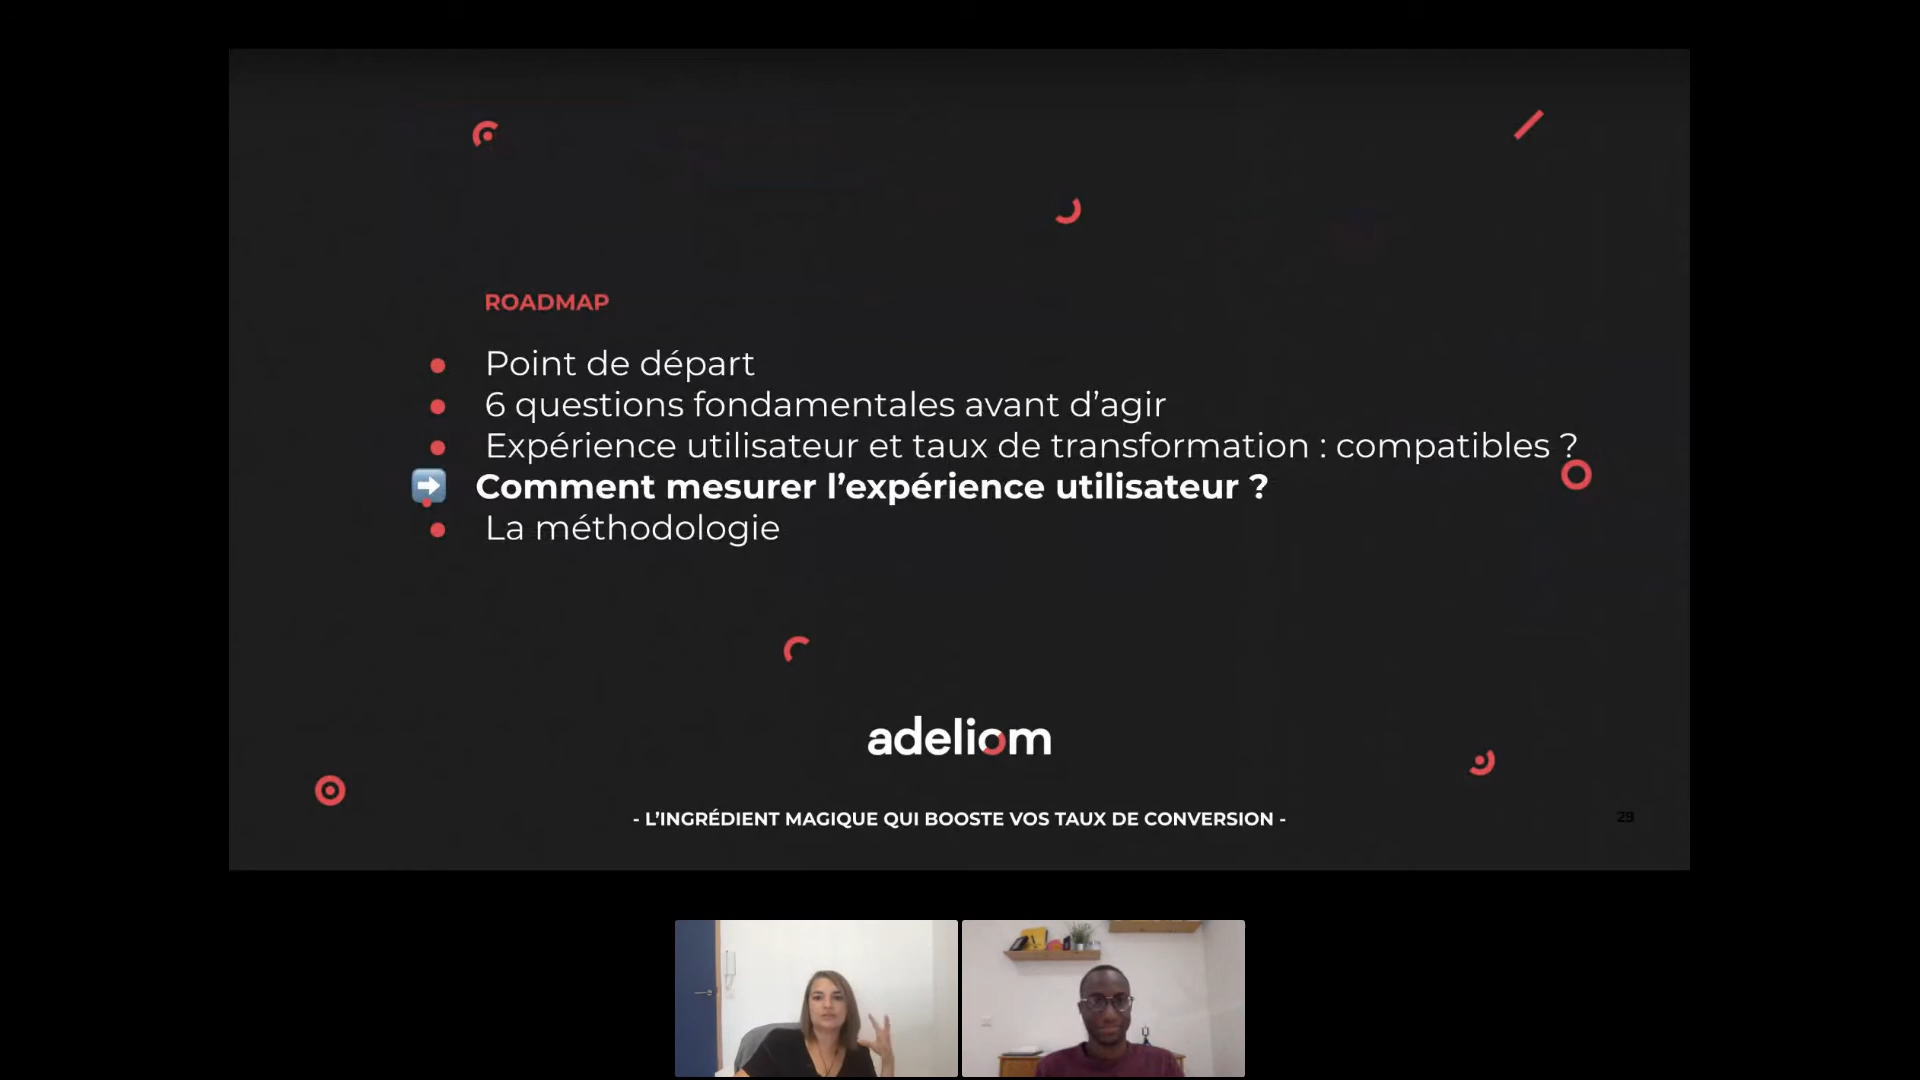 ROADMAP
Point de départ
6 questions fondamentales avant d’agir
Expérience utilisateur et taux de transformation : compatibles ?
Comment mesurer l’expérience utilisateur ?
La méthodologie
adeliom
- L’INGRÉDIENT MAGIQUE QUI BOOSTE VOS TAUX DE CONVERSION -
29